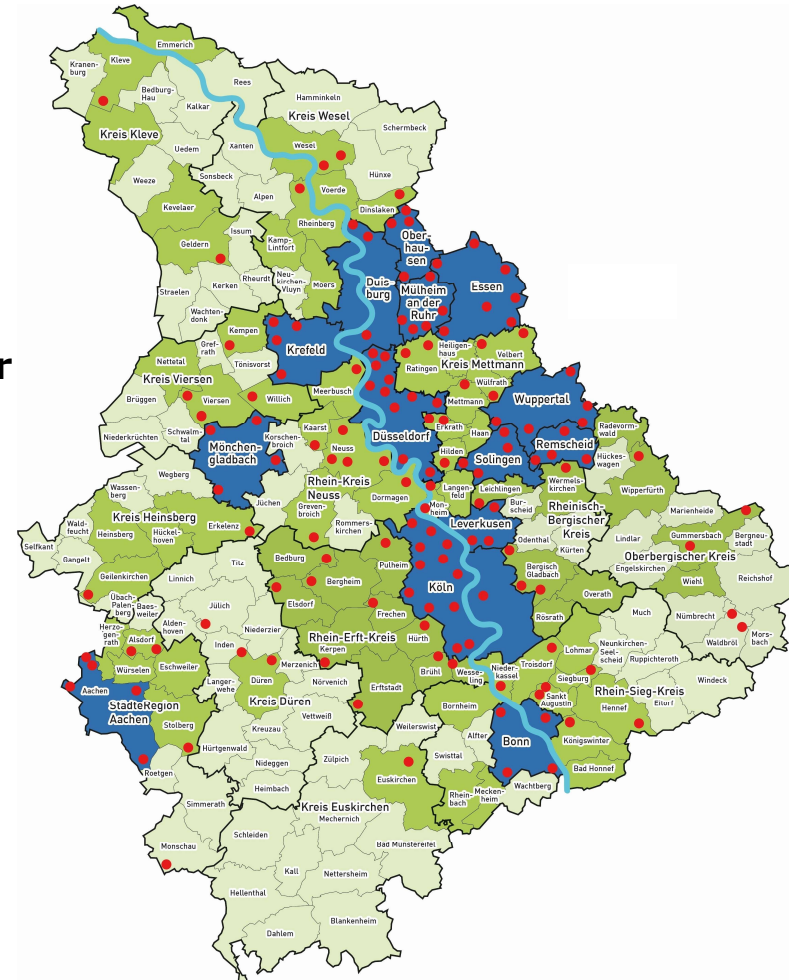 Emmerich
Kleve
Kranen-
burg
Bedburg-
Hau
Rees
Kalkar
Hamminkeln
Kreis Wesel
Schermbeck
Kreis Kleve
Uedem
Xanten
Wesel
Weeze
Sonsbeck
Hünxe
Alpen
Voerde
Kevelaer
Dinslaken
Rheinberg
Issum
Geldern
Kamp-
Lintfort
Ober-
hau-
sen
Rheurdt
Neu-
kirchen-
Vluyn
Moers
Duis
burg
Mülheim
an der
Ruhr
Essen
Straelen
Kerken
Wachten-
donk
Kempen
Gref-
rath
Krefeld
Heiligen-
haus
Velbert
Nettetal
Tönisvorst
Ratingen
Kreis Mettmann
Kreis Viersen
Meerbusch
Wülfrath
Brüggen
Viersen
Willich
Mettmann
Wuppertal
r
Niederkrüchten
Schwalm-
tal
Korschen-
broich
Kaarst
Düsseldorf
Erkrath
Haan
Radevorm-
wald
Mönchen-
gladbach
Neuss
Hilden
Solingen
Remscheid
Hückes-
wagen
Wegberg
Wassen-
berg
Rhein-Kreis
Neuss
Langen-
feld
Leichlingen
Wermels-
kirchen
Wipperfürth
Jüchen
Dormagen
Mon-
heim
Bur-
scheid
Rheinisch-
Bergischer
Kreis
Marienheide
Kreis Heinsberg
Greven-
broich
Wald-
feucht
Heinsberg
Hückel-
hoven
Erkelenz
Rommers-
kirchen
Leverkusen
Odenthal
Lindlar
Gummersbach
Bergneu-
stadt
Selfkant
Kürten
Oberbergischer Kreis
Gangelt
Titz
Bedburg
Pulheim
Bergisch
Gladbach
Engelskirchen
Geilenkirchen
Linnich
Bergheim
Köln
Wiehl
Reichshof
Übach-
Palen-
berg
Baes-
weiler
Jülich
Elsdorf
Overath
Frechen
Much
Nümbrecht
Herzo-
gen-
rath
Alden-
hoven
Rösrath
Alsdorf
Niederzier
Rhein-Erft-Kreis
Hürth
Waldbröl
Mors-
bach
Inden
Kerpen
Lohmar
Neunkirchen-
Seel-
scheid
Würselen
Eschweiler
Merzenich
Brühl
Wesse-
ling
Nieder-
kassel
Troisdorf
Ruppichteroth
Aachen
Langer-
wehe
Düren
Nörvenich
Siegburg
Windeck
StädteRegion
Aachen
Kreis Düren
Erftstadt
Sankt
Augustin
Rhein-Sieg-Kreis
Eitorf
Hennef
Stolberg
Vettweiß
Bornheim
Kreuzau
Weilerswist
Alfter
Bonn
Königswinter
Hürtgenwald
Zülpich
Swisttal
Roetgen
Nideggen
Bad Honnef
Euskirchen
Heimbach
Rhein-
bach
Mecken-
heim
Wachtberg
Simmerath
Kreis Euskirchen
Mechernich
Schleiden
Monschau
Bad Münstereifel
Kall
Nettersheim
Hellenthal
Blankenheim
Dahlem